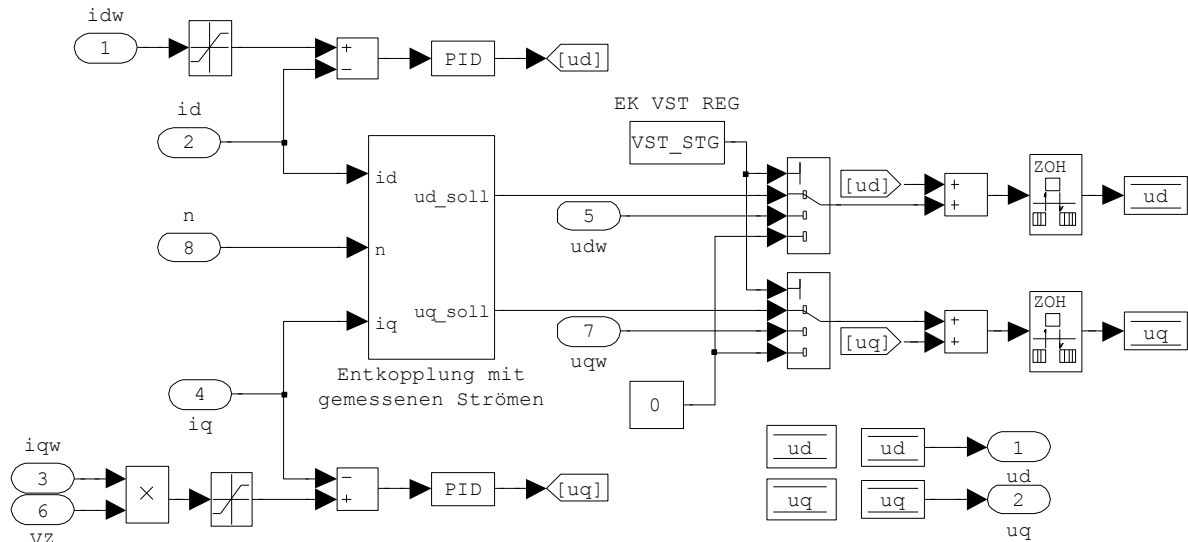 idw
1
+
−
PID
[ud]
id
2
EK VST REG
VST_STG
id
ud_soll
n
8
n
5
udw
[ud]
+
+
ZOH
ud
uq_soll
iq
7
uqw
[uq]
+
+
ZOH
uq
Entkopplung mit
gemessenen Strömen
4
iq
0
iqw
3
6
VZ
×
−
+
PID
[uq]
ud
ud
1
ud
uq
uq
2
uq